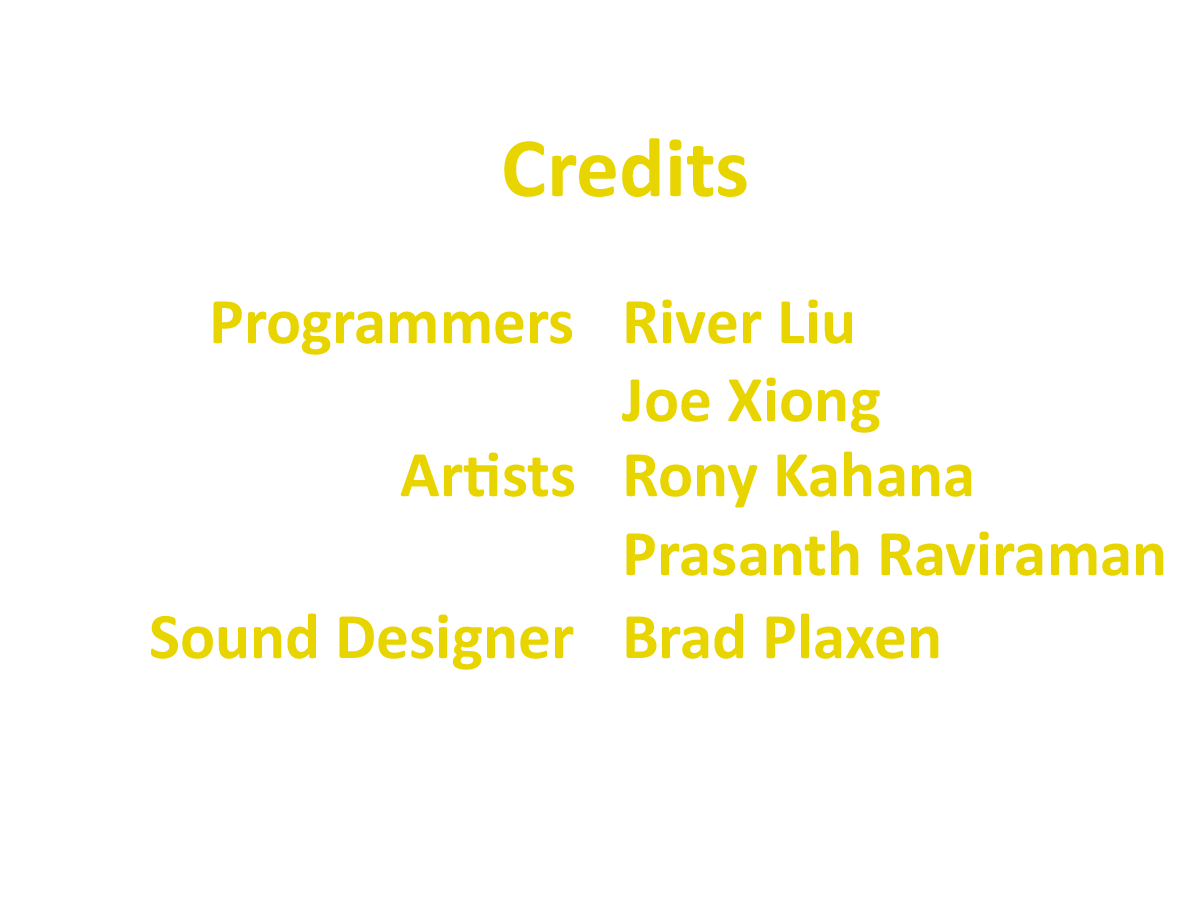 Credits
Programmers River Liu
Joe Xiong
Artists Rony Kahana
Prasanth Raviraman
Sound Designer Brad Plaxen